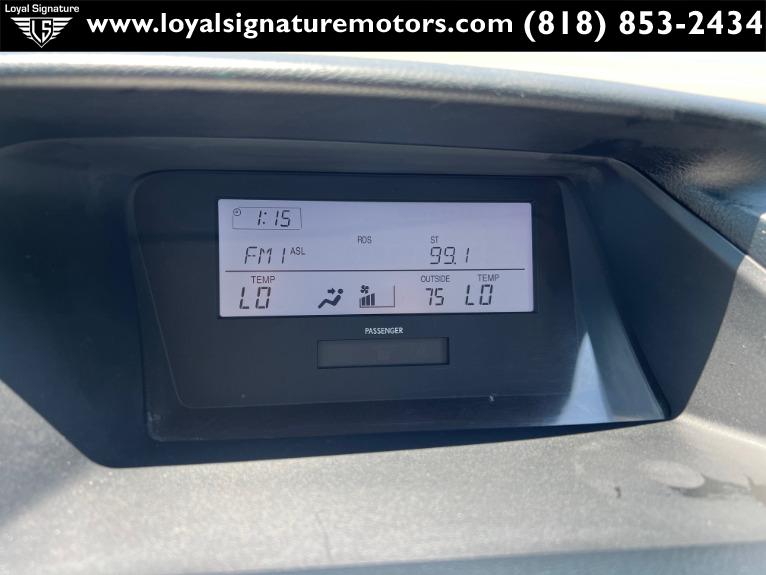 Loyal Signature
LS
www.loyalsignaturemotors.com (818) 853-2434
1:15
RDS ST
FM1 ASL 99.1
TEMP OUTSIDE TEMP
LO 75 LO
PASSENGER